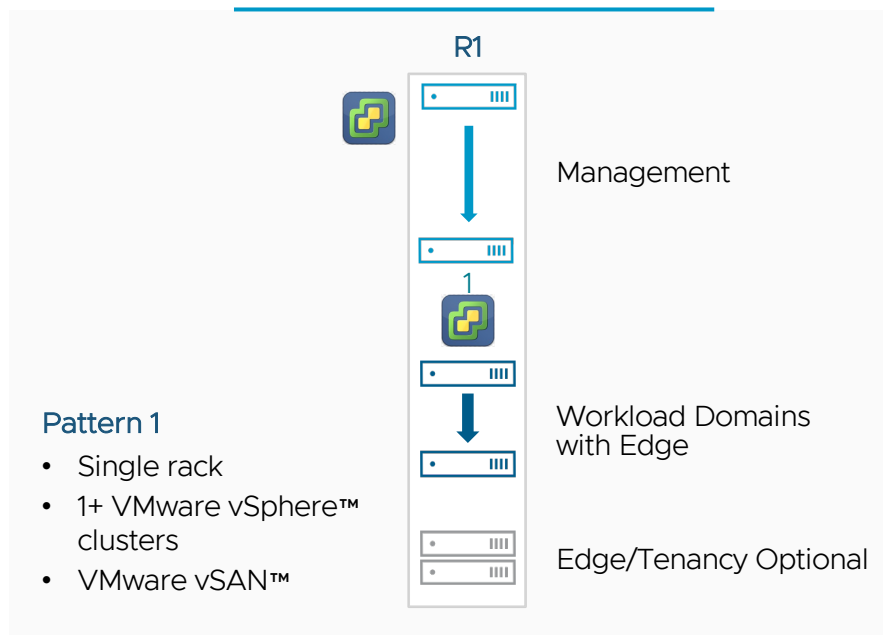 R1
Management
1
Workload Domains
with Edge
Pattern 1
• Single rack
• 1+ VMware vSphere™
clusters
• VMware vSAN™
Edge/Tenancy Optional